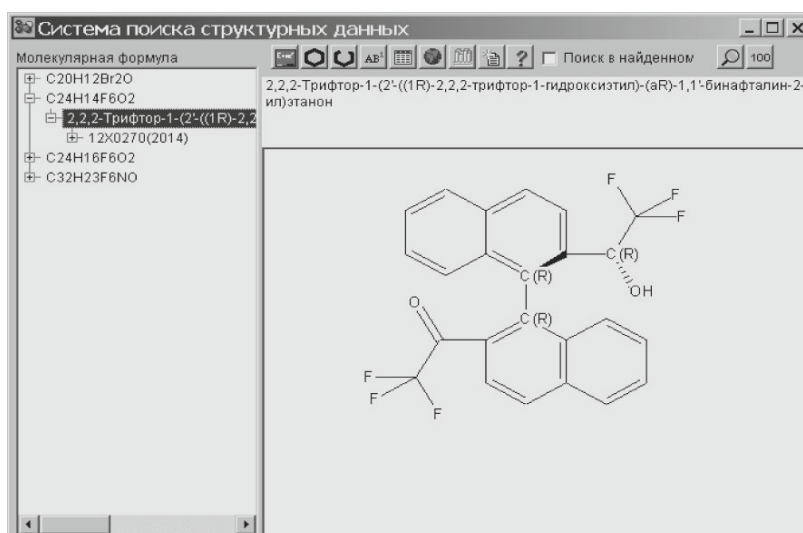 Система поиска структурных данных
Молекулярная формула
AB¹
?
Поиск в найденном
100
C20H12Br2O
C24H14F6O2
2,2,2-Трифтор-1-(2'-((1R)-2,2
12X0270(2014)
C24H16F6O2
C32H23F6NO
2,2,2-Трифтор-1-(2'-((1R)-2,2,2-трифтор-1-гидроксиэтил)-(aR)-1,1'-бинафталин-2-
ил)этанон
F
F
F
C (R)
OH
C (R)
C (R)
O
F
F
F